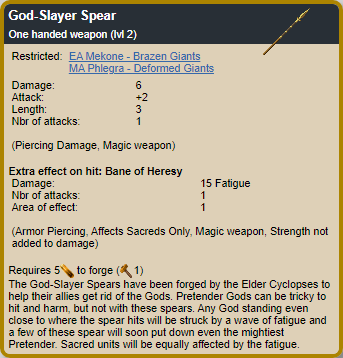 God-Slayer Spear
One handed weapon (lvl 2)
Restricted: EA Mekone - Brazen Giants
MA Phlegra - Deformed Giants
Damage: 6
Attack: +2
Length: 3
Nbr of attacks: 1
(Piercing Damage, Magic weapon)
Extra effect on hit: Bane of Heresy
Damage: 15 Fatigue
Nbr of attacks: 1
Area of effect: 1
(Armor Piercing, Affects Sacreds Only, Magic weapon, Strength not
added to damage)
Requires 5 to forge ( 1)
The God-Slayer Spears have been forged by the Elder Cyclopses to
help their allies get rid of the Gods. Pretender Gods can be tricky to
hit and harm, but not with these spears. Any God standing even
close to where the spear hits will be struck by a wave of fatigue and
a few of these spear will soon put down even the mightiest
Pretender. Sacred units will be equally affected by the fatigue.